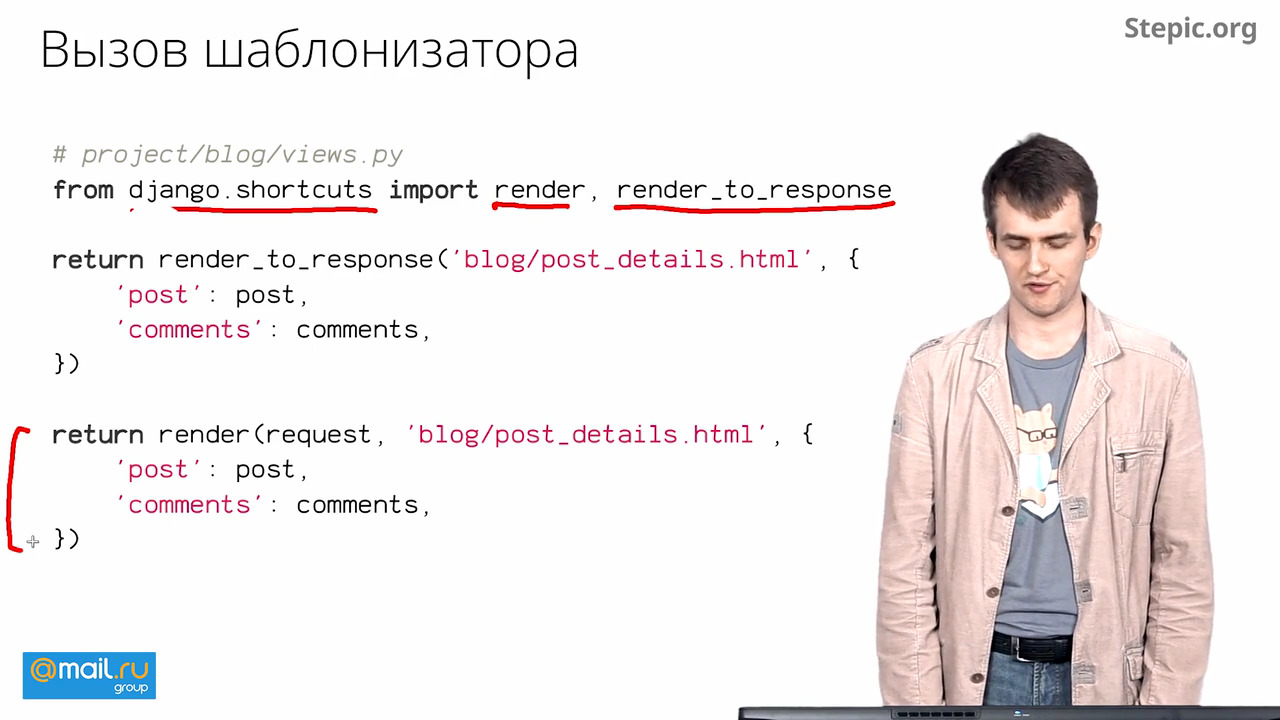 Вызов шаблонизатора
Stepic.org
# project/blog/views.py
from django.shortcuts import render, render_to_response
return render_to_response('blog/post_details.html', {
'post': post,
'comments': comments,
})
return render(request, 'blog/post_details.html', {
'post': post,
'comments': comments,
})
@mail.ru
group